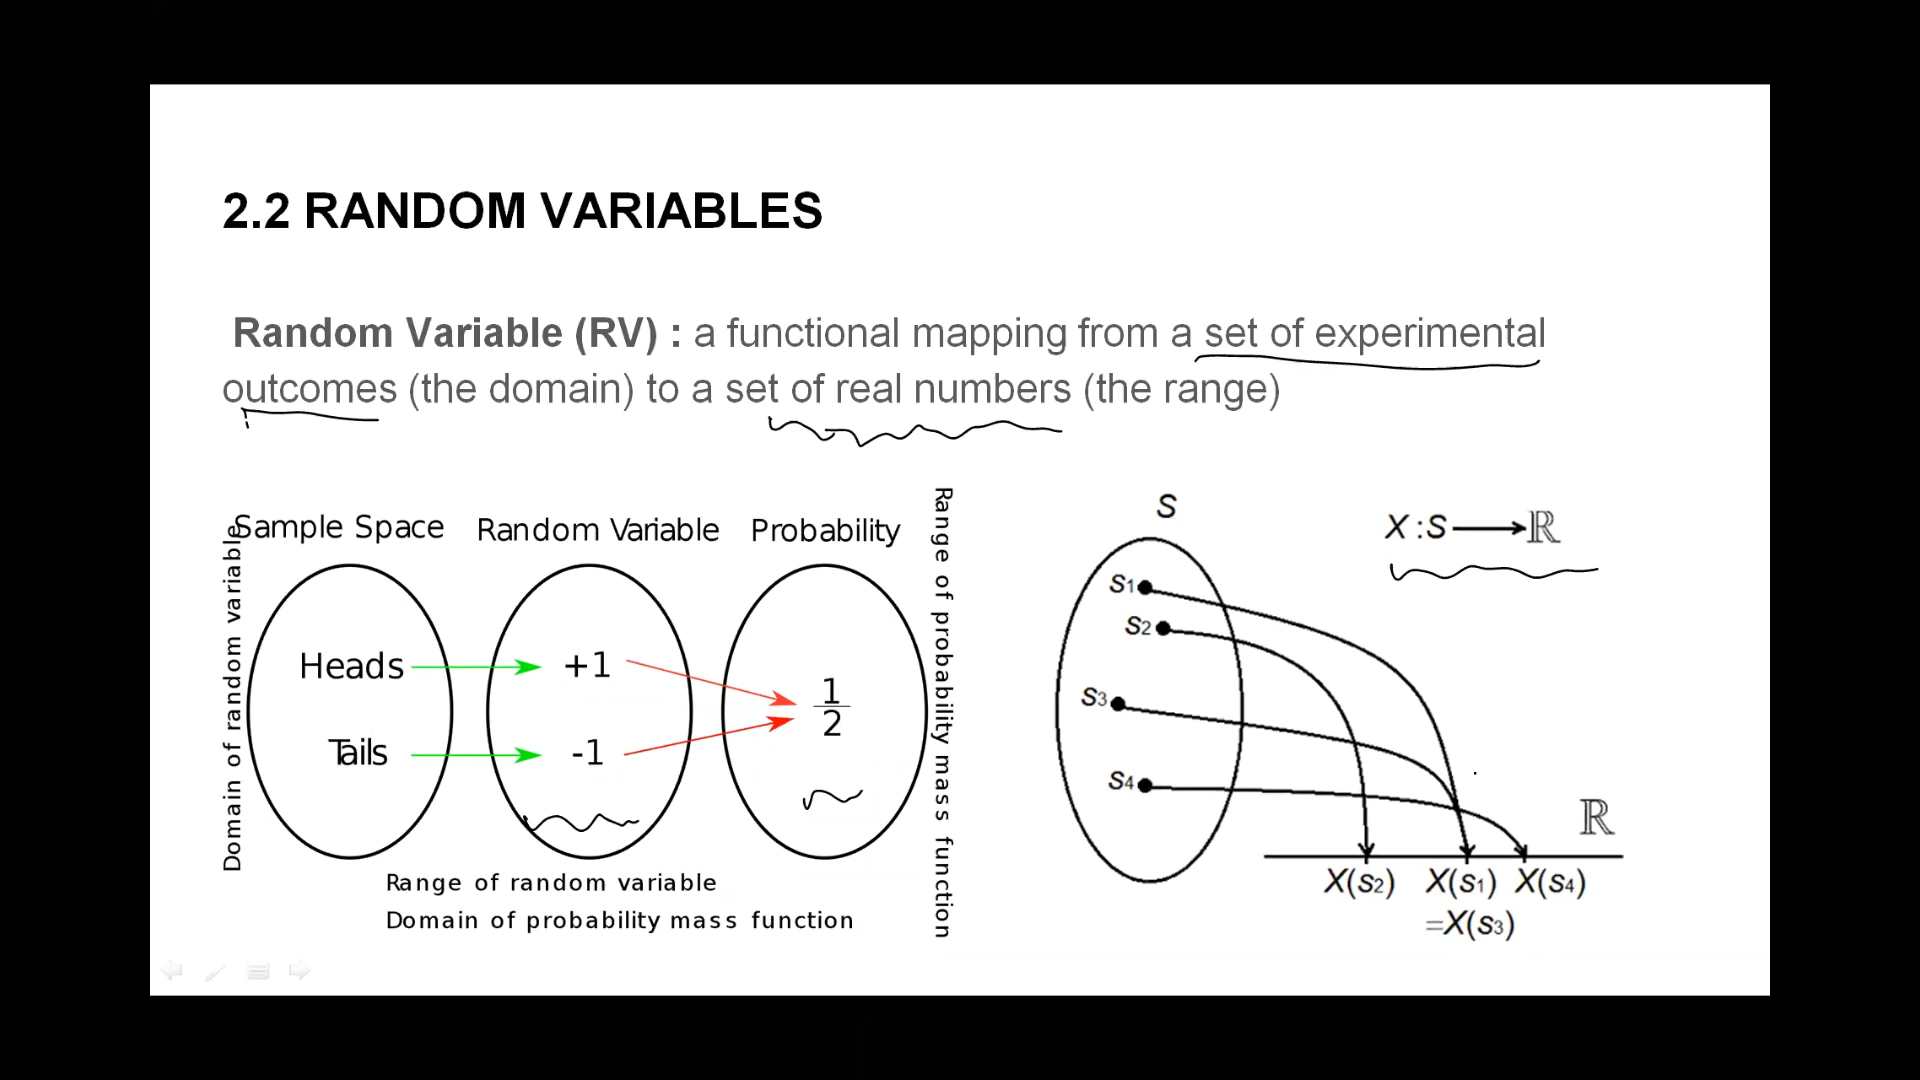 2.2 RANDOM VARIABLES
Random Variable (RV) : a functional mapping from a set of experimental
outcomes (the domain) to a set of real numbers (the range)
Sample Space
Random Variable
Probability
Domain of random variable
Heads
+1
Tails
-1
1
2
Range of probability mass function
Range of random variable
Domain of probability mass function
S
X :S ⟶ ℝ
S1
S2
S3
S4
ℝ
X(s2) X(s1) X(s4)
=X(s3)